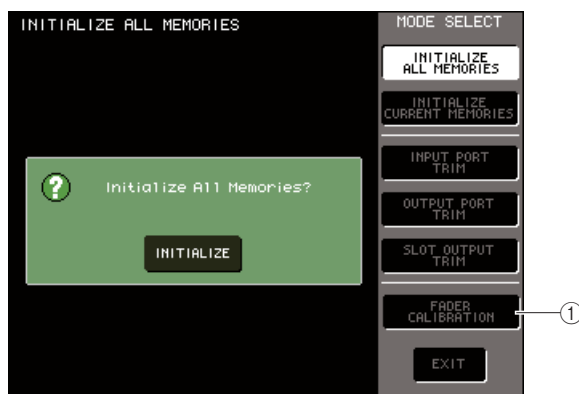 INITIALIZE ALL MEMORIES
MODE SELECT
INITIALIZE
ALL MEMORIES
INITIALIZE
CURRENT MEMORIES
INPUT PORT
TRIM
OUTPUT PORT
TRIM
SLOT OUTPUT
TRIM
FADER
CALIBRATION
EXIT
?
Initialize All Memories?
INITIALIZE
①